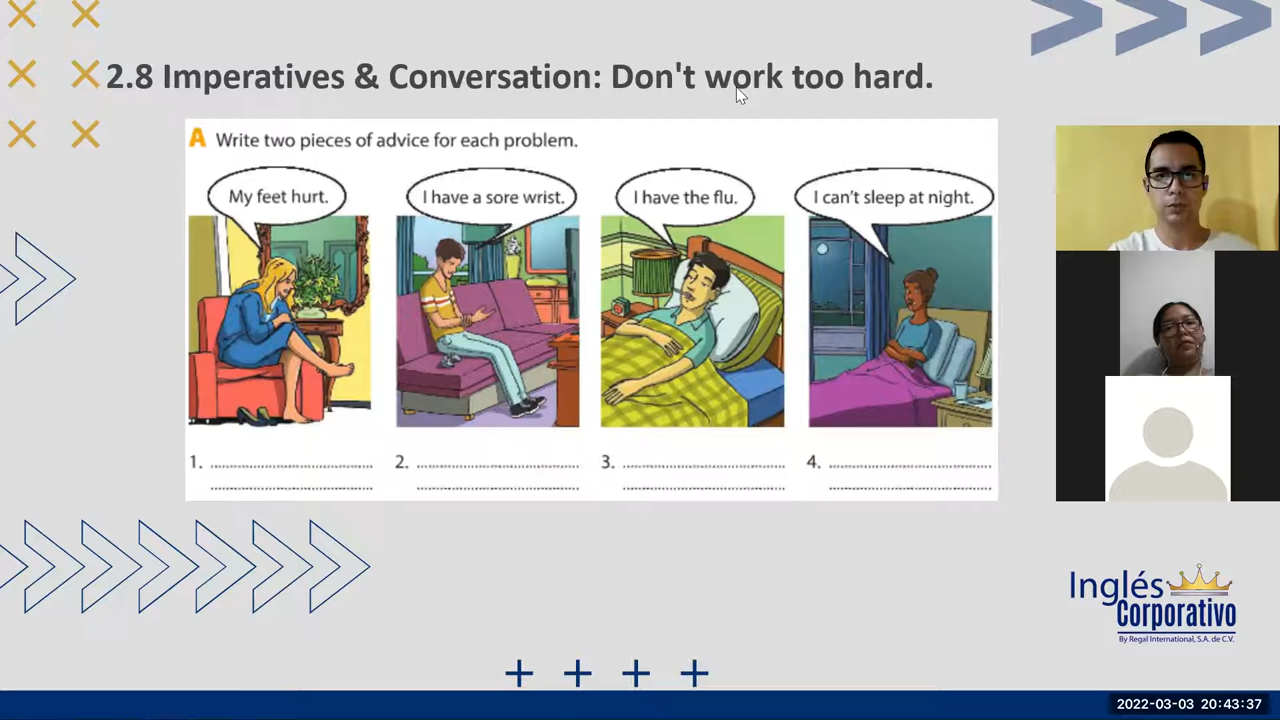 2.8 Imperatives & Conversation: Don't work too hard.
A Write two pieces of advice for each problem.
My feet hurt.
I have a sore wrist.
I have the flu.
I can't sleep at night.
1.
2.
3.
4.
Inglés
Corporativo
By Regal International, S.A. de C.V.
2022-03-03 20:43:37